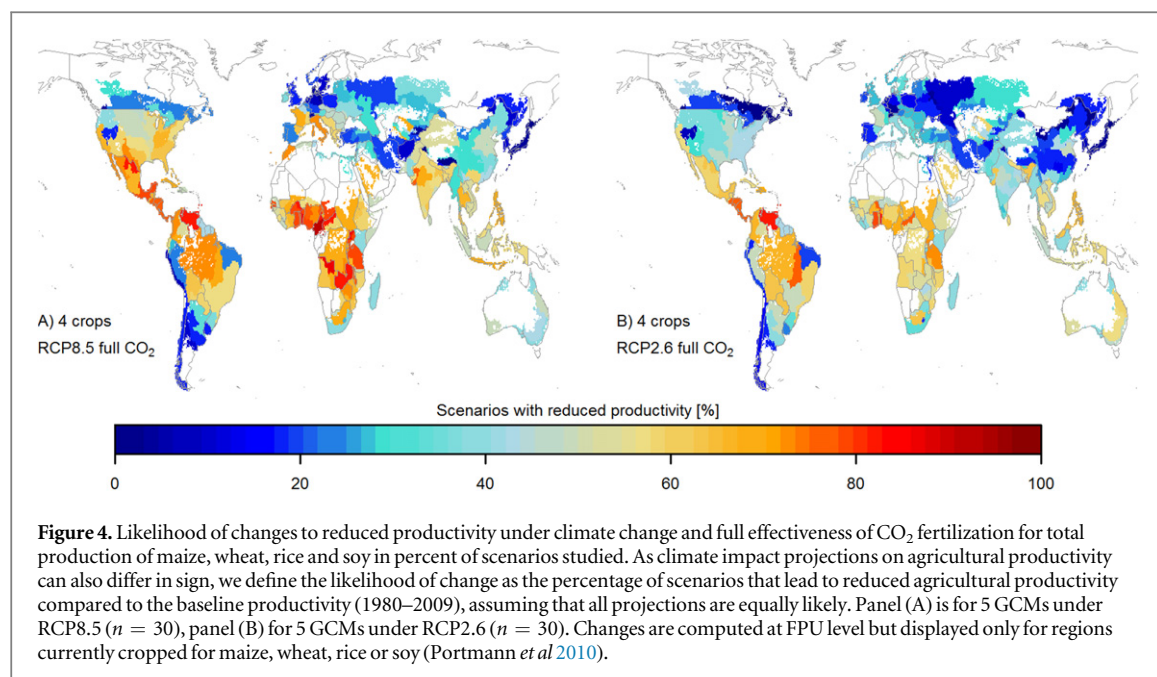 A) 4 crops
RCP8.5 full CO₂
B) 4 crops
RCP2.6 full CO₂
Scenarios with reduced productivity [%]
0 20 40 60 80 100
Figure 4. Likelihood of changes to reduced productivity under climate change and full effectiveness of CO₂ fertilization for total
production of maize, wheat, rice and soy in percent of scenarios studied. As climate impact projections on agricultural productivity
can also differ in sign, we define the likelihood of change as the percentage of scenarios that lead to reduced agricultural productivity
compared to the baseline productivity (1980–2009), assuming that all projections are equally likely. Panel (A) is for 5 GCMs under
RCP8.5 (n = 30), panel (B) for 5 GCMs under RCP2.6 (n = 30). Changes are computed at FPU level but displayed only for regions
currently cropped for maize, wheat, rice or soy (Portmann et al 2010).